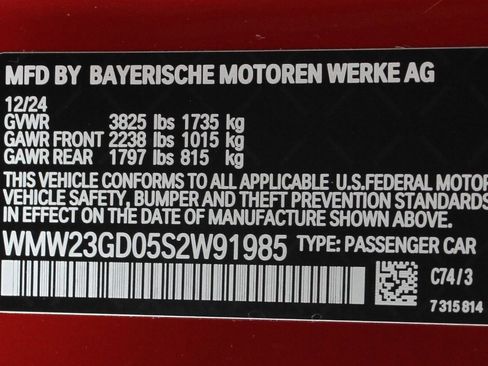 MFD BY BAYERISCHE MOTOREN WERKE AG
12/24
GVWR 3825 lbs 1735 kg
GAWR FRONT 2238 lbs 1015 kg
GAWR REAR 1797 lbs 815 kg
THIS VEHICLE CONFORMS TO ALL APPLICABLE U.S.FEDERAL MOTOR
VEHICLE SAFETY, BUMPER AND THEFT PREVENTION STANDARDS
IN EFFECT ON THE DATE OF MANUFACTURE SHOWN ABOVE.
WMW23GD05S2W91985 TYPE: PASSENGER CAR
C74/3
7 315 814